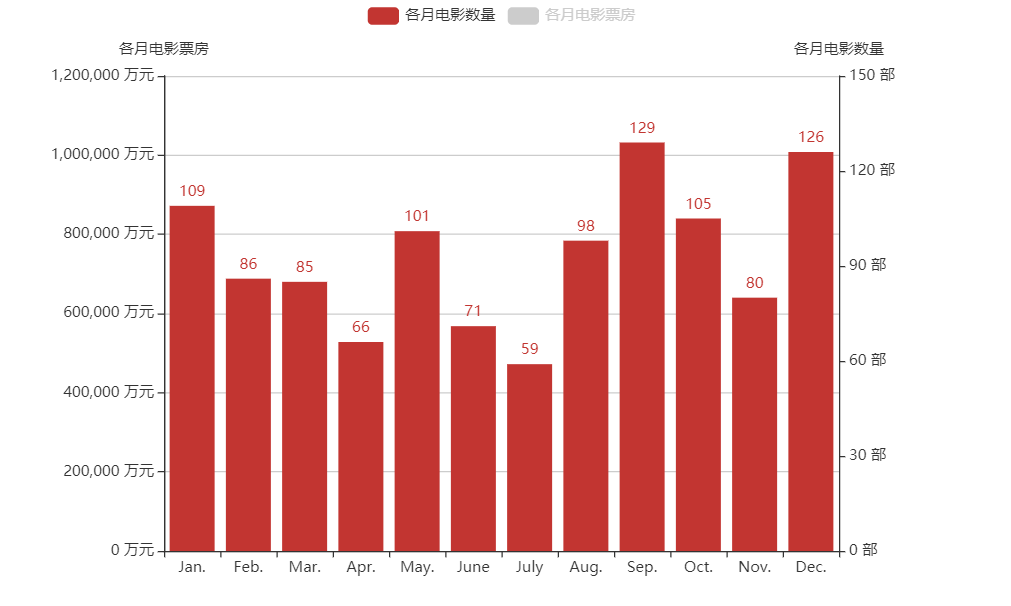 各月电影数量 各月电影票房
各月电影票房 各月电影数量
1,200,000 万元
1,000,000 万元
800,000 万元
600,000 万元
400,000 万元
200,000 万元
0 万元
150 部
120 部
90 部
60 部
30 部
0 部
109 86 85 66 101 71 59 98 129 105 80 126
Jan. Feb. Mar. Apr. May. June July Aug. Sep. Oct. Nov. Dec.